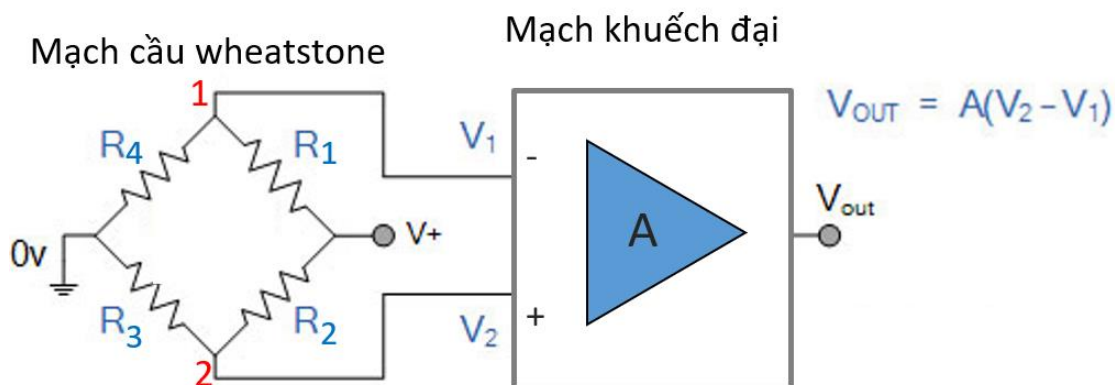 Mạch cầu wheatstone
Mạch khuếch đại
1
R4
R1
V1
-
VOUT = A(V2-V1)
0v
V+
A
Vout
R3
R2
V2
+
2